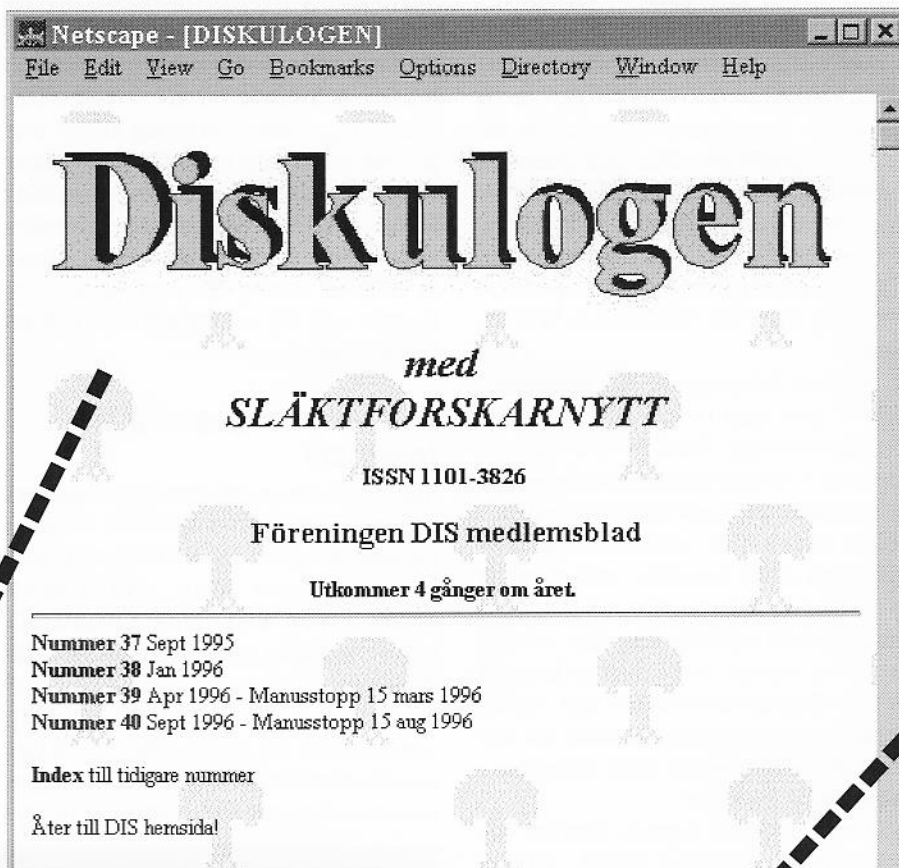 Netscape - [DISKULOGEN]
File Edit View Go Bookmarks Options Directory Window Help
Diskulogen
med
SLÄKTFORSKARNYTT
ISSN 1101-3826
Föreningen DIS medlemsblad
Utkommer 4 gånger om året.
Nummer 37 Sept 1995
Nummer 38 Jan 1996
Nummer 39 Apr 1996 - Manusstopp 15 mars 1996
Nummer 40 Sept 1996 - Manusstopp 15 aug 1996
Index till tidigare nummer
Åter till DIS hemsida!